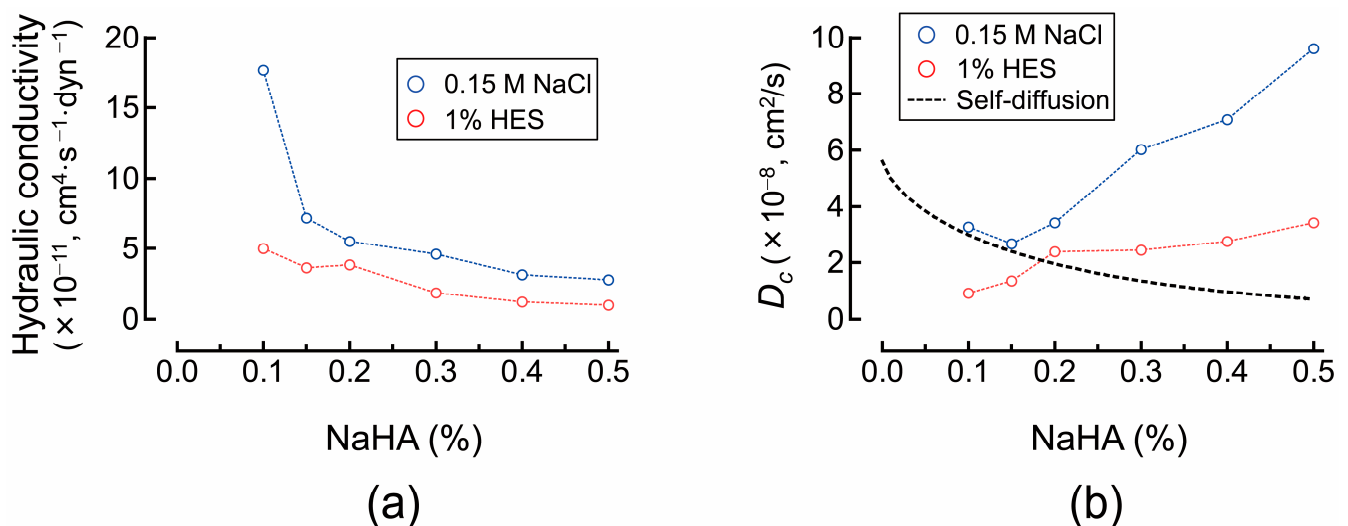 Hydraulic conductivity
(× 10⁻¹¹, cm⁴·s⁻¹·dyn⁻¹)
20
15
10
5
0
0.15 M NaCl
1% HES
0.0 0.1 0.2 0.3 0.4 0.5
NaHA (%)
(a)
D_c (× 10⁻⁸, cm²/s)
10
8
6
4
2
0
0.15 M NaCl
1% HES
Self-diffusion
0.0 0.1 0.2 0.3 0.4 0.5
NaHA (%)
(b)